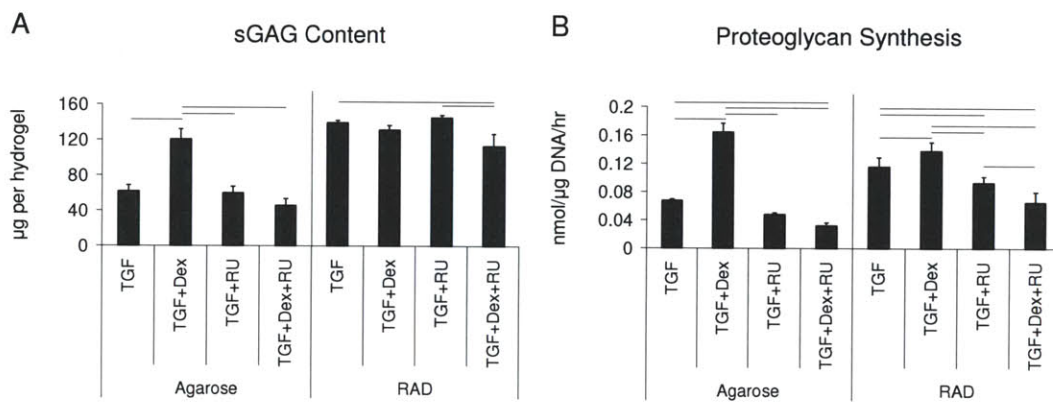 A
sGAG Content
µg per hydrogel
160
120
80
40
0
TGF
TGF+Dex
TGF+RU
TGF+Dex+RU
TGF
TGF+Dex
TGF+RU
TGF+Dex+RU
Agarose
RAD
B
Proteoglycan Synthesis
nmol/µg DNA/hr
0.2
0.16
0.12
0.08
0.04
0
TGF
TGF+Dex
TGF+RU
TGF+Dex+RU
TGF
TGF+Dex
TGF+RU
TGF+Dex+RU
Agarose
RAD